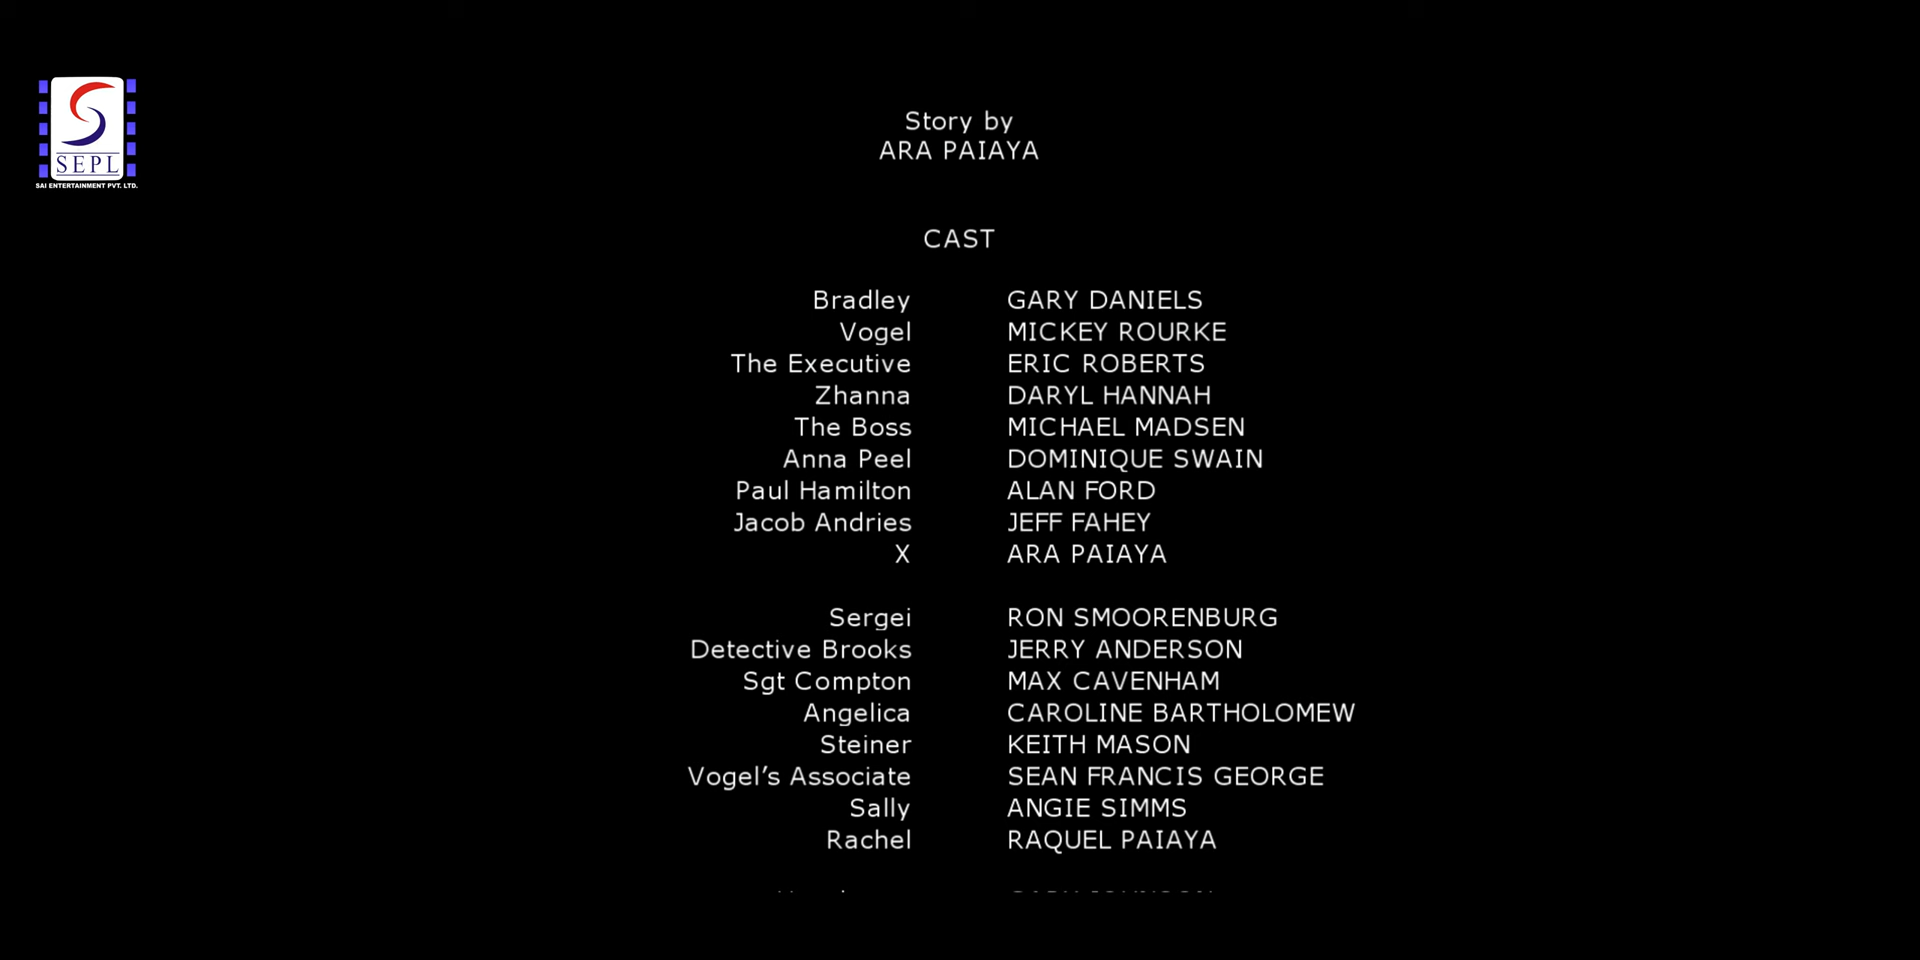 SEPL
SAI ENTERTAINMENT PVT. LTD.
Story by
ARA PAIAYA
CAST
Bradley GARY DANIELS
Vogel MICKEY ROURKE
The Executive ERIC ROBERTS
Zhanna DARYL HANNAH
The Boss MICHAEL MADSEN
Anna Peel DOMINIQUE SWAIN
Paul Hamilton ALAN FORD
Jacob Andries JEFF FAHEY
X ARA PAIAYA
Sergei RON SMOORENBURG
Detective Brooks JERRY ANDERSON
Sgt Compton MAX CAVENHAM
Angelica CAROLINE BARTHOLOMEW
Steiner KEITH MASON
Vogel’s Associate SEAN FRANCIS GEORGE
Sally ANGIE SIMMS
Rachel RAQUEL PAIAYA